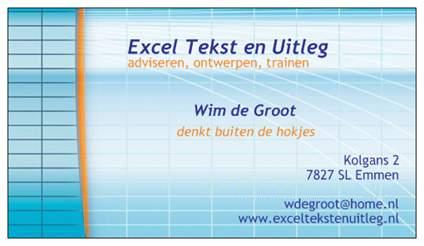 Excel Tekst en Uitleg
adviseren, ontwerpen, trainen
Wim de Groot
denkt buiten de hokjes
Kolgans 2
7827 SL Emmen
wdegroot@home.nl
www.exceltekstenuitleg.nl